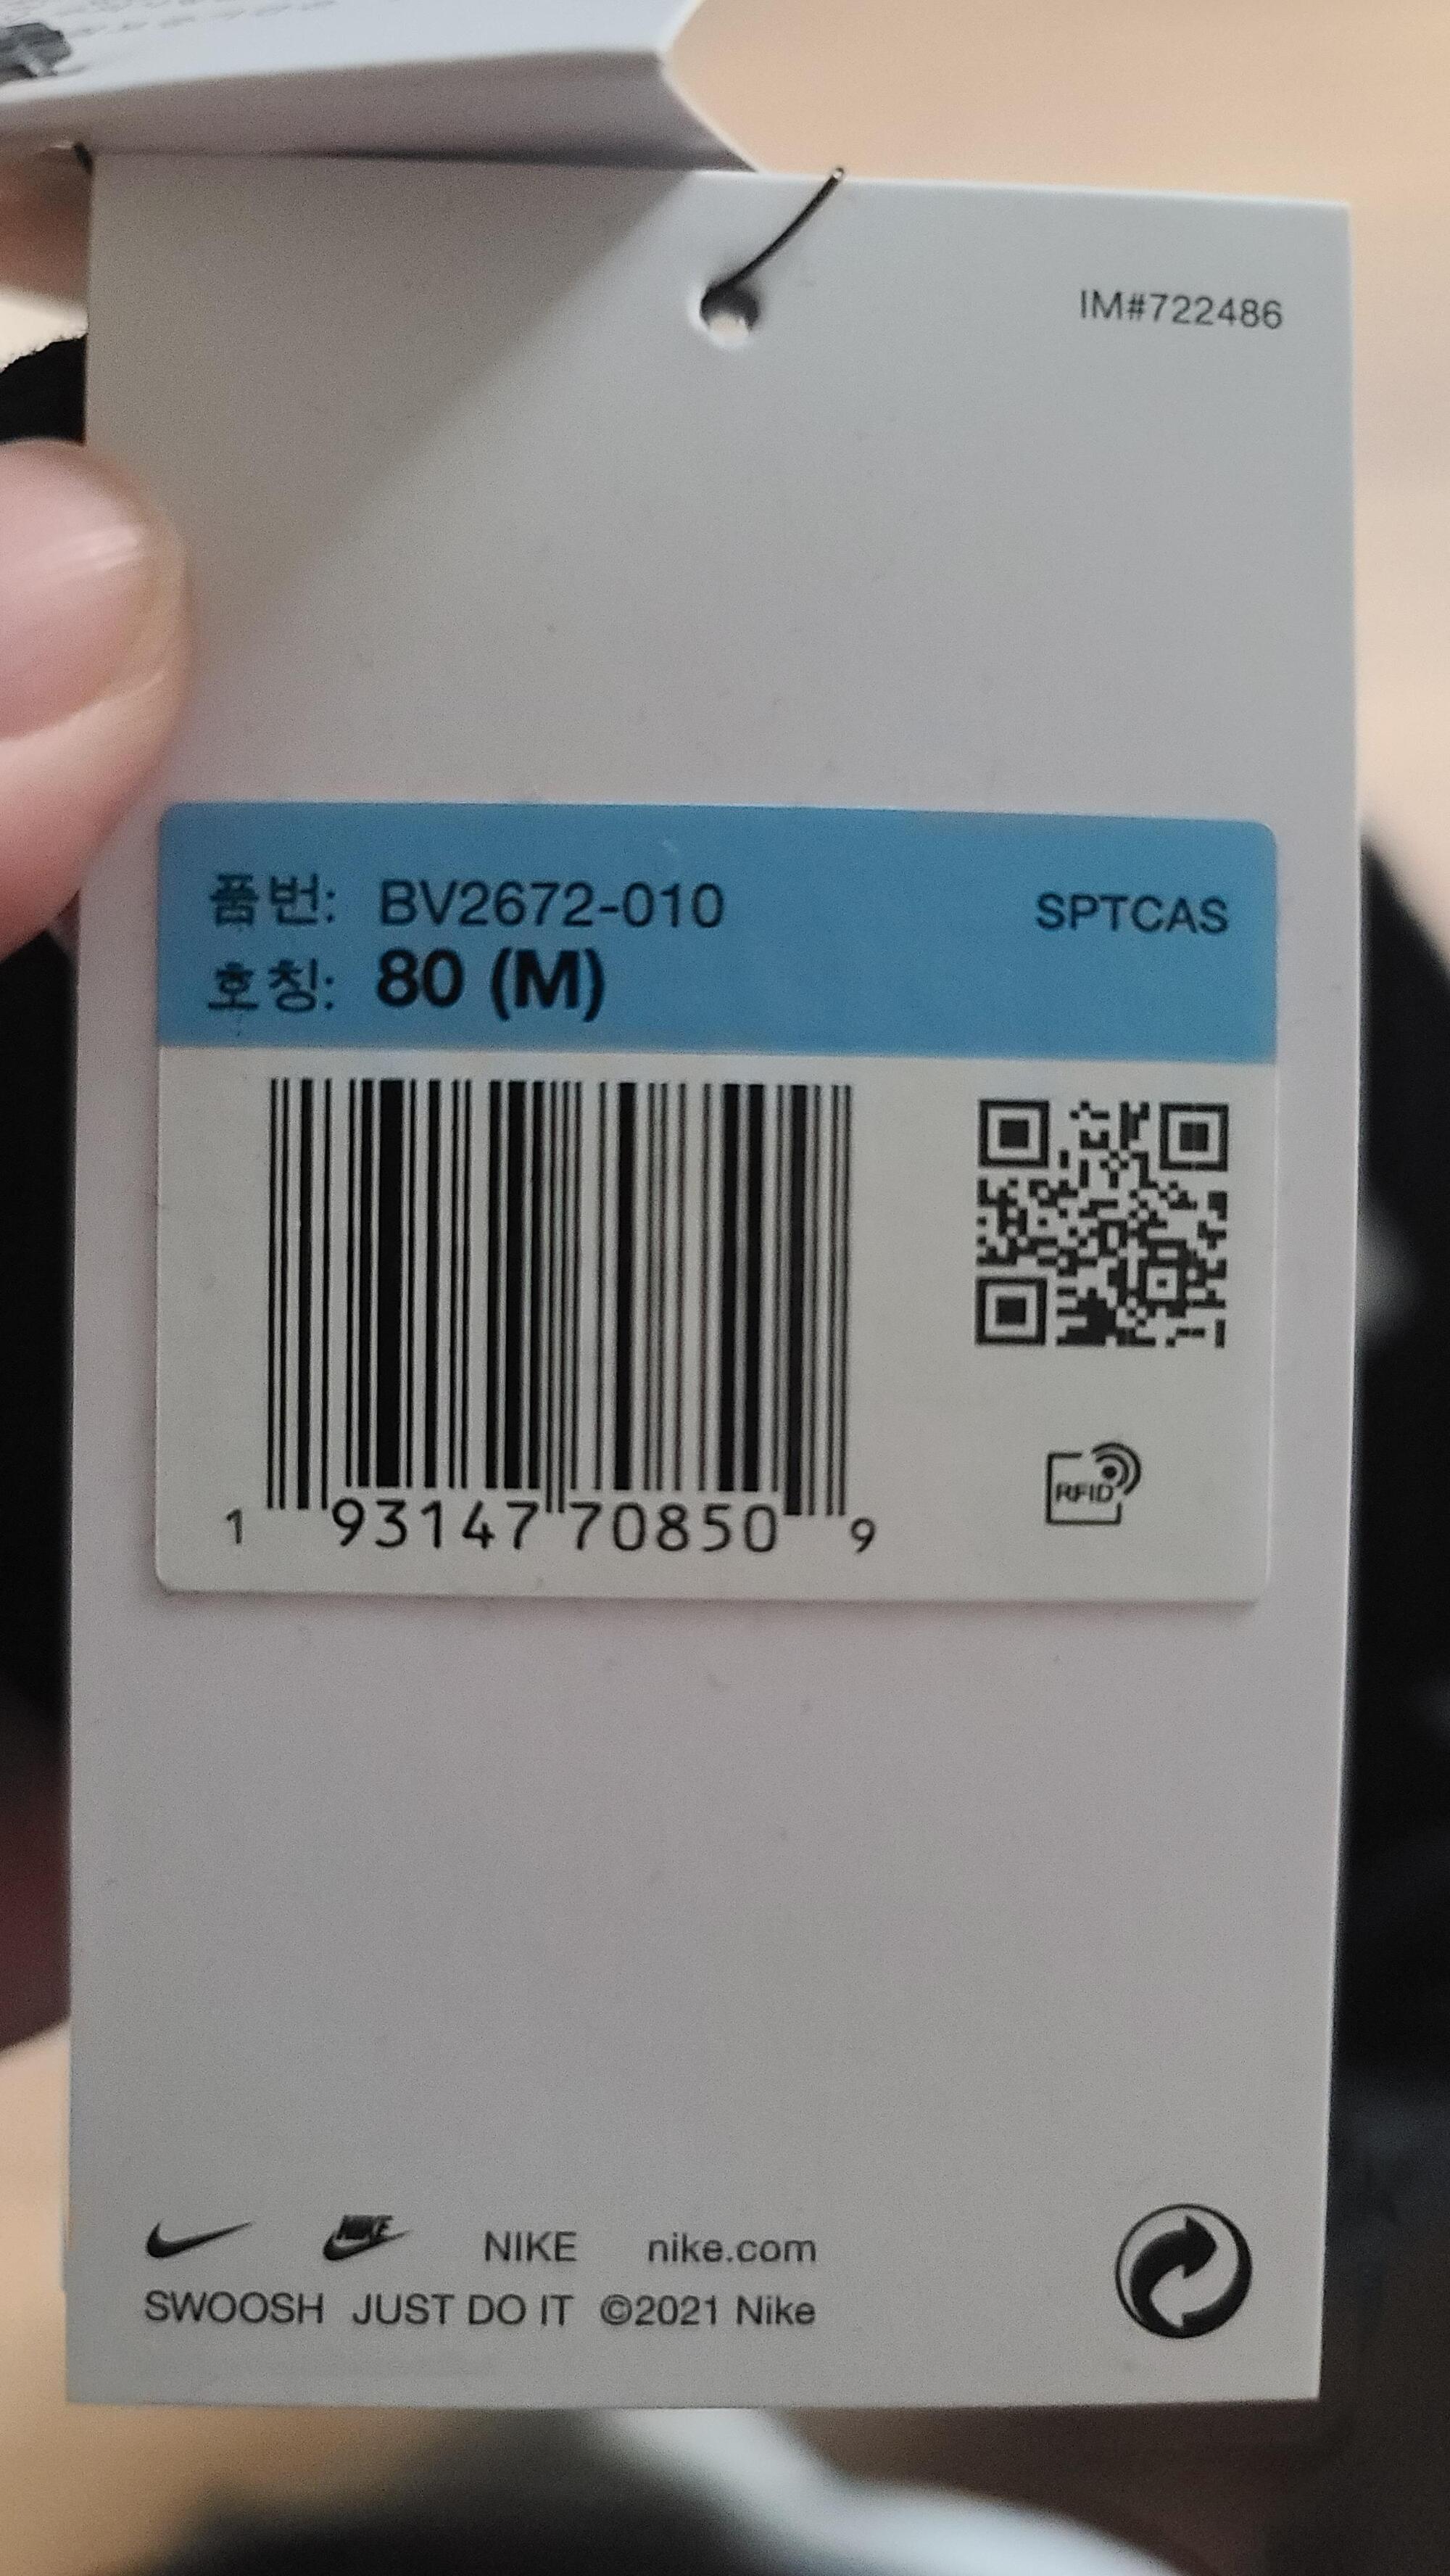 IM#722486
품번: BV2672-010 SPTCAS
호칭: 80 (M)
1 93147 70850 9
RFID
NIKE NIKE nike.com
SWOOSH JUST DO IT ©2021 Nike